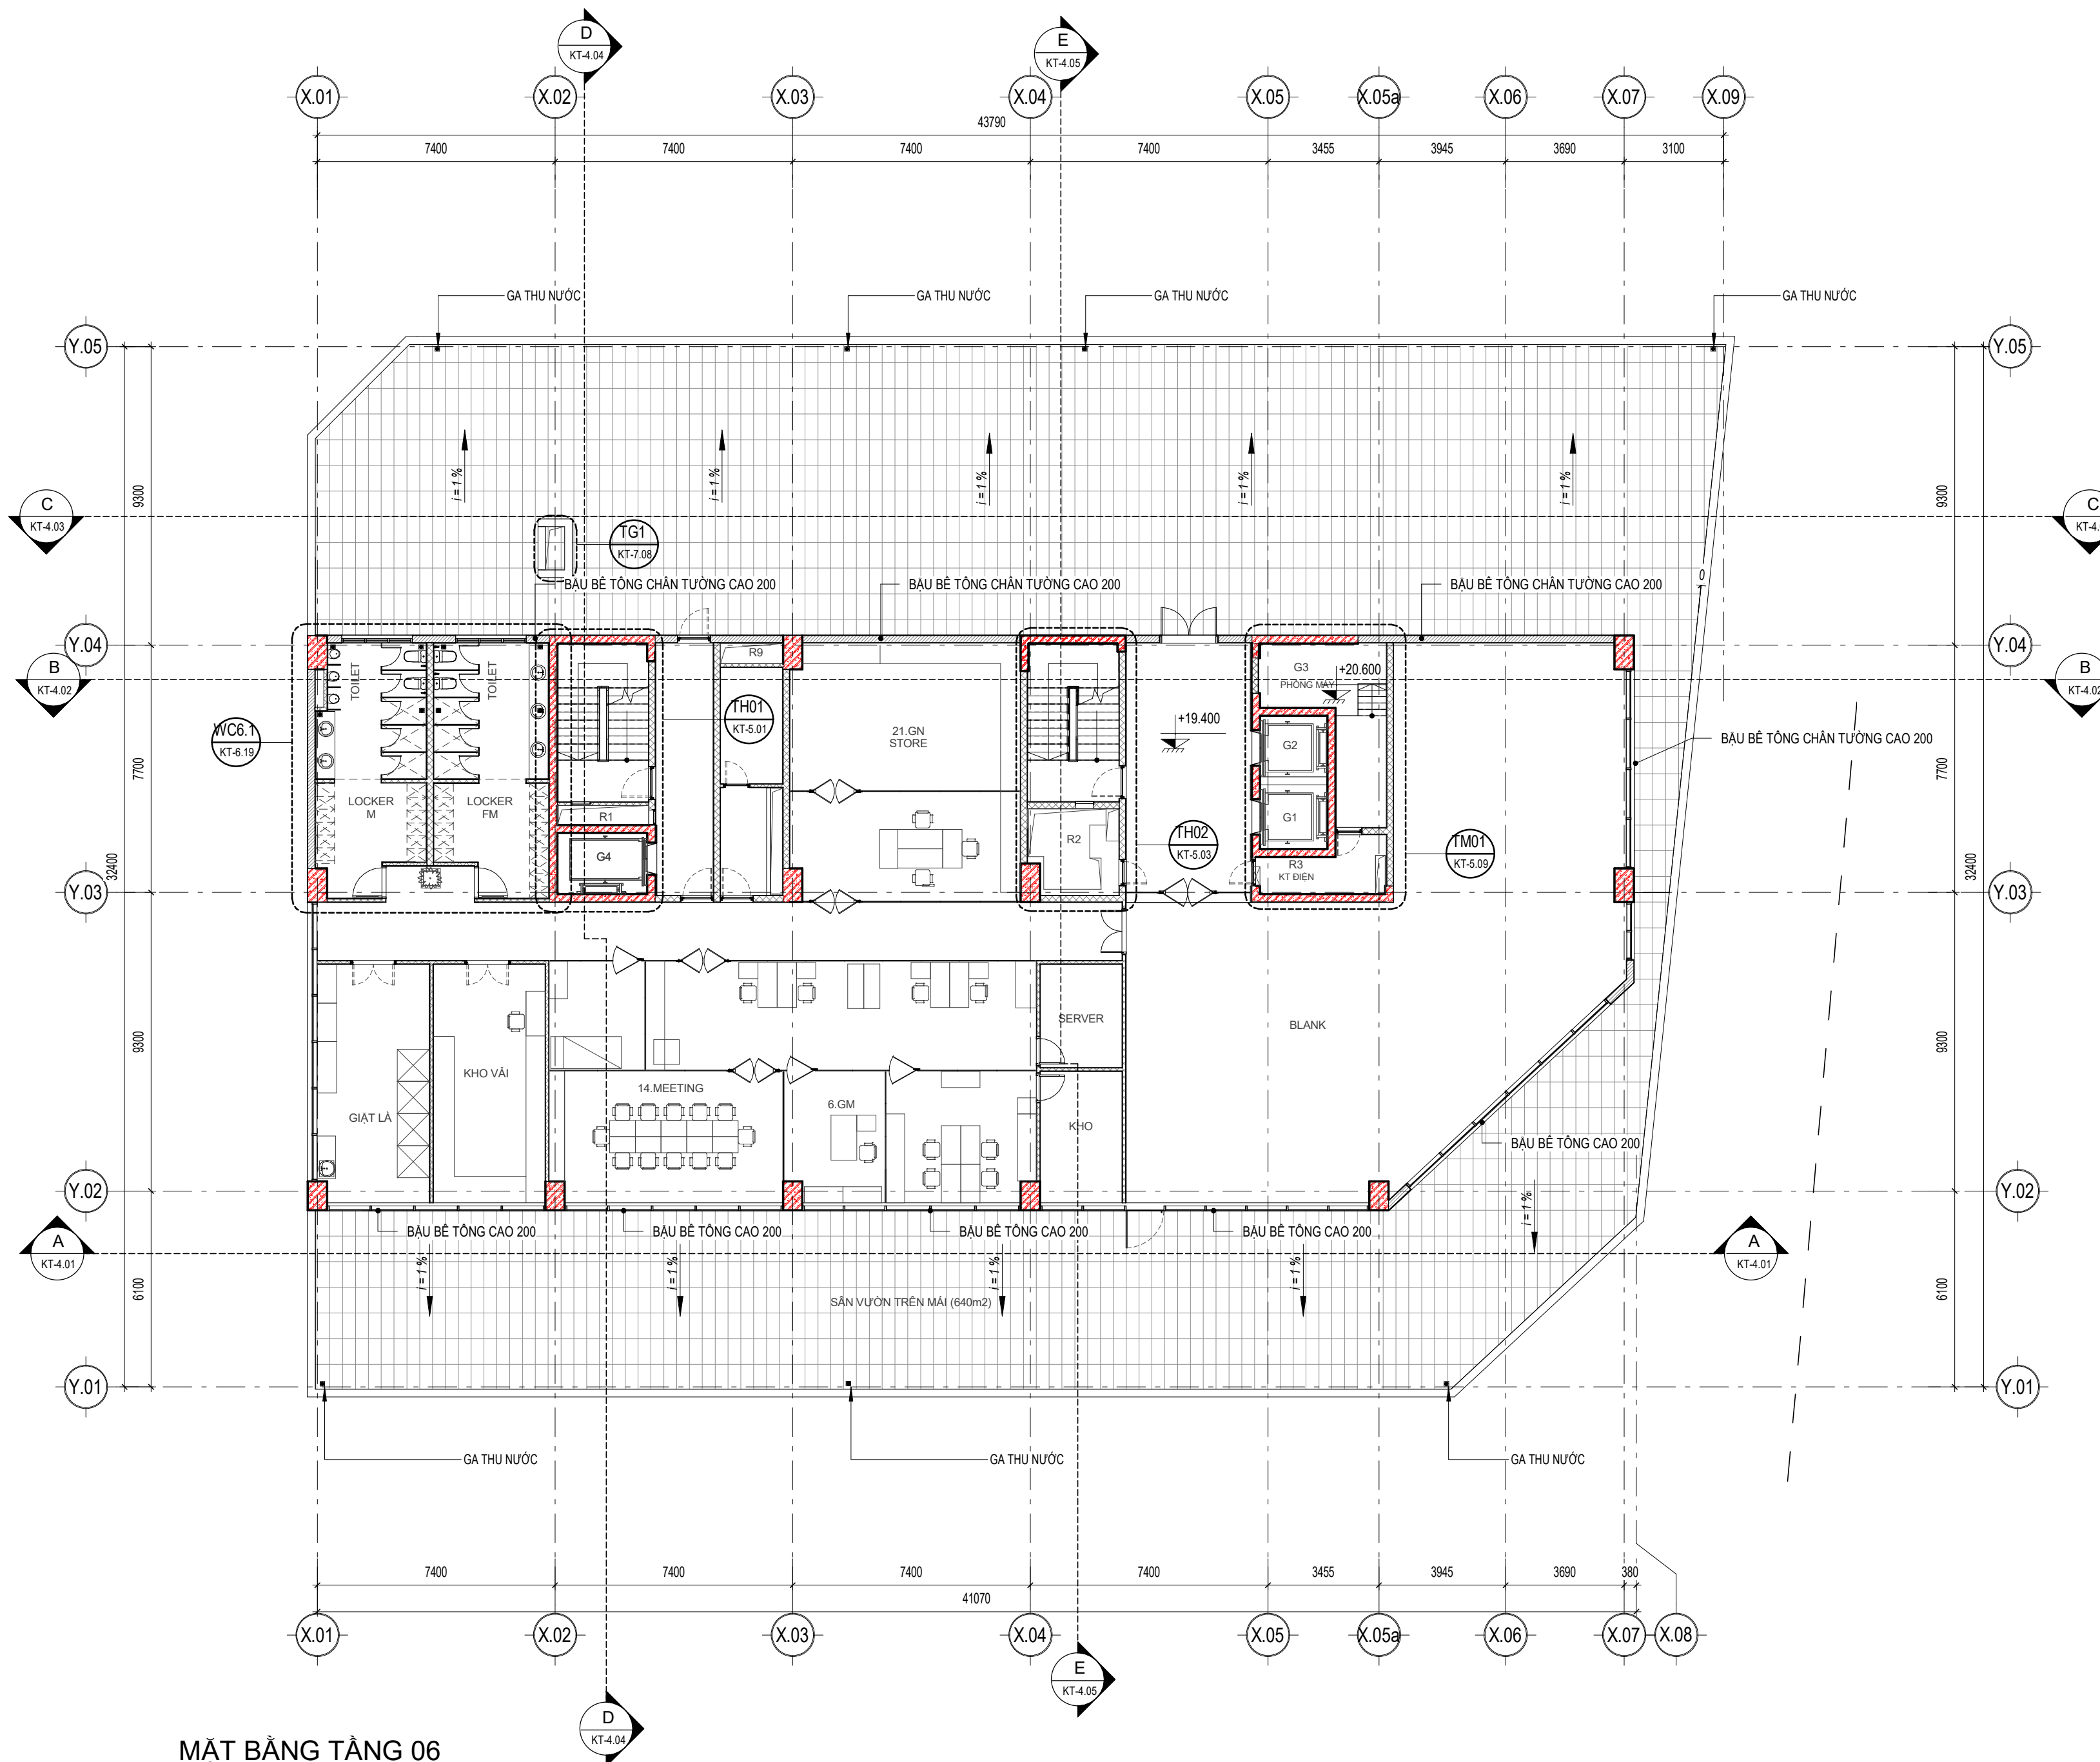 D
KT-4.04
E
KT-4.05
X.01
X.02
X.03
X.04
X.05
X.05a
X.06
X.07
X.09
43790
7400
7400
7400
7400
3455
3945
3690
3100
GA THU NƯỚC
GA THU NƯỚC
GA THU NƯỚC
GA THU NƯỚC
Y.05
Y.05
9300
i = 1 %
i = 1 %
i = 1 %
i = 1 %
i = 1 %
9300
C
KT-4.03
C
KT-4.
TG1
KT-7.08
BẬU BÊ TÔNG CHÂN TƯỜNG CAO 200
BẬU BÊ TÔNG CHÂN TƯỜNG CAO 200
BẬU BÊ TÔNG CHÂN TƯỜNG CAO 200
0
Y.04
Y.04
B
KT-4.02
B
KT-4.02
TOILET
TOILET
R9
G3
PHÒNG MÁY
+20.600
WC6.1
KT-6.19
TH01
KT-5.01
21.GN
STORE
+19.400
G2
BẬU BÊ TÔNG CHÂN TƯỜNG CAO 200
7700
7700
LOCKER
M
LOCKER
FM
R1
G1
G4
R2
TH02
KT-5.03
R3
KT ĐIỆN
TM01
KT-5.09
32400
32400
Y.03
Y.03
9300
9300
SERVER
BLANK
KHO VẢI
14.MEETING
6.GM
GIẶT LÀ
KHO
BẬU BÊ TÔNG CAO 200
Y.02
Y.02
i = 1 %
BẬU BÊ TÔNG CAO 200
BẬU BÊ TÔNG CAO 200
BẬU BÊ TÔNG CAO 200
BẬU BÊ TÔNG CAO 200
A
KT-4.01
A
KT-4.01
i = 1 %
i = 1 %
i = 1 %
i = 1 %
6100
6100
SÂN VƯỜN TRÊN MÁI (640m2)
Y.01
Y.01
GA THU NƯỚC
GA THU NƯỚC
GA THU NƯỚC
7400
7400
7400
7400
3455
3945
3690
380
41070
X.01
X.02
X.03
X.04
X.05
X.05a
X.06
X.07
X.08
E
KT-4.05
D
KT-4.04
MẶT BẰNG TẦNG 06